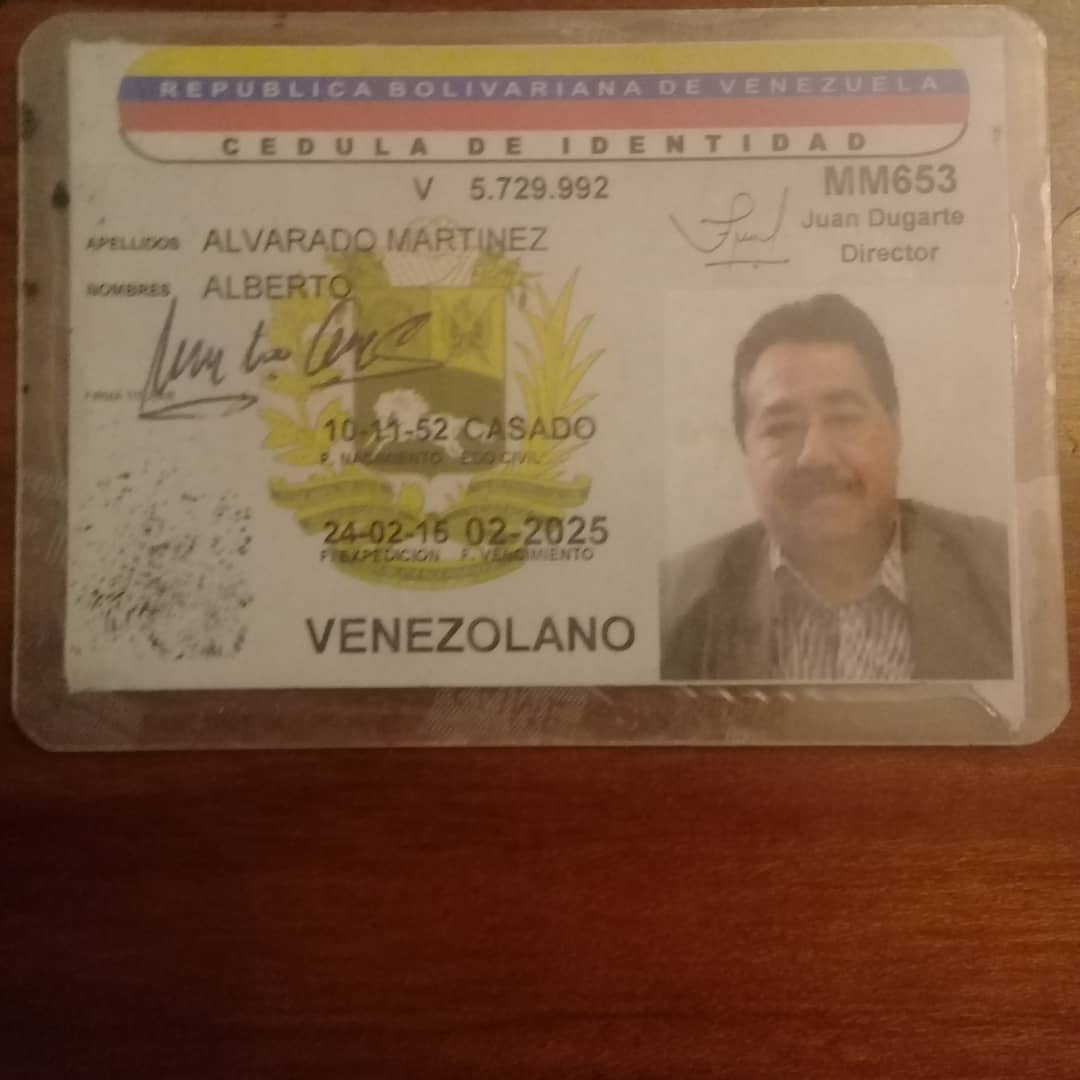 REPUBLICA BOLIVARIANA DE VENEZUELA
CEDULA DE IDENTIDAD
V 5.729.992
MM653
Juan Dugarte
Director
APELLIDOS ALVARADO MARTINEZ
NOMBRES ALBERTO
FIRMA TITULAR
10-11-52 CASADO
F. NACIMIENTO EDO CIVIL
24-02-15 02-2025
F. EXPEDICION F. VENCIMIENTO
VENEZOLANO